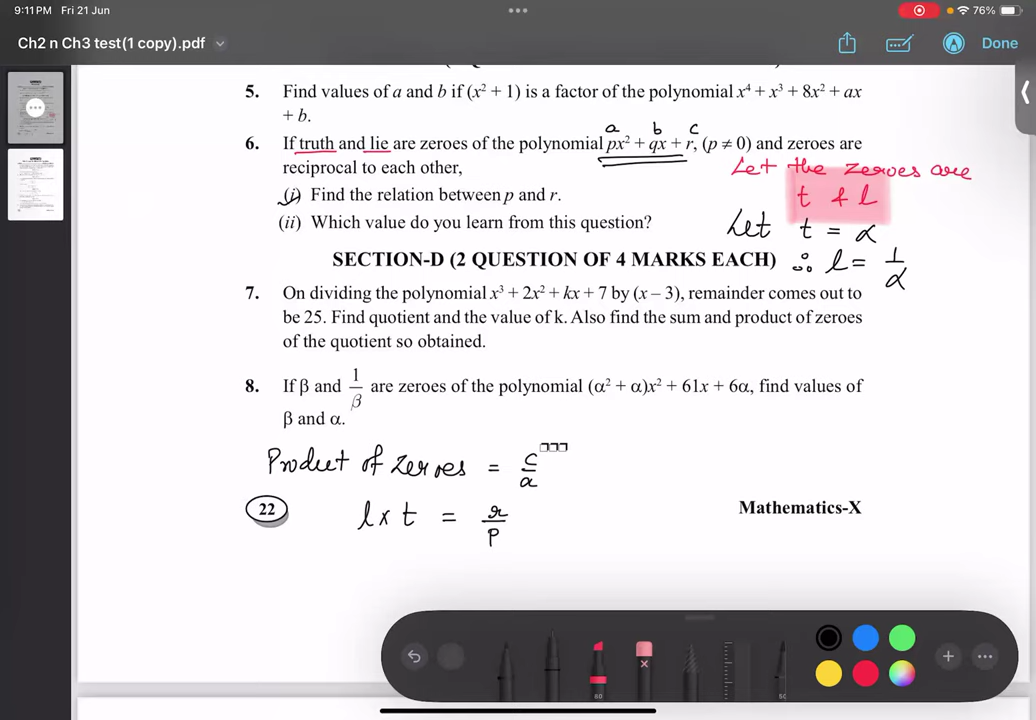 9:11PM Fri 21 Jun
76%
Ch2 n Ch3 test(1 copy).pdf
Done
5. Find values of a and b if (x² + 1) is a factor of the polynomial x⁴ + x³ + 8x² + ax
+ b.
a b c
6. If truth and lie are zeroes of the polynomial px² + qx + r, (p ≠ 0) and zeroes are
reciprocal to each other,
Let the zeroes are
(i) Find the relation between p and r.
t & l
(ii) Which value do you learn from this question?
Let t = α
SECTION-D (2 QUESTION OF 4 MARKS EACH)
∴ l = 1/α
7. On dividing the polynomial x³ + 2x² + kx + 7 by (x – 3), remainder comes out to
be 25. Find quotient and the value of k. Also find the sum and product of zeroes
of the quotient so obtained.
8. If β and 1/β are zeroes of the polynomial (α² + α)x² + 61x + 6α, find values of
β and α.
Product of zeroes = c/a
22
l x t = r/p
Mathematics-X
80
50